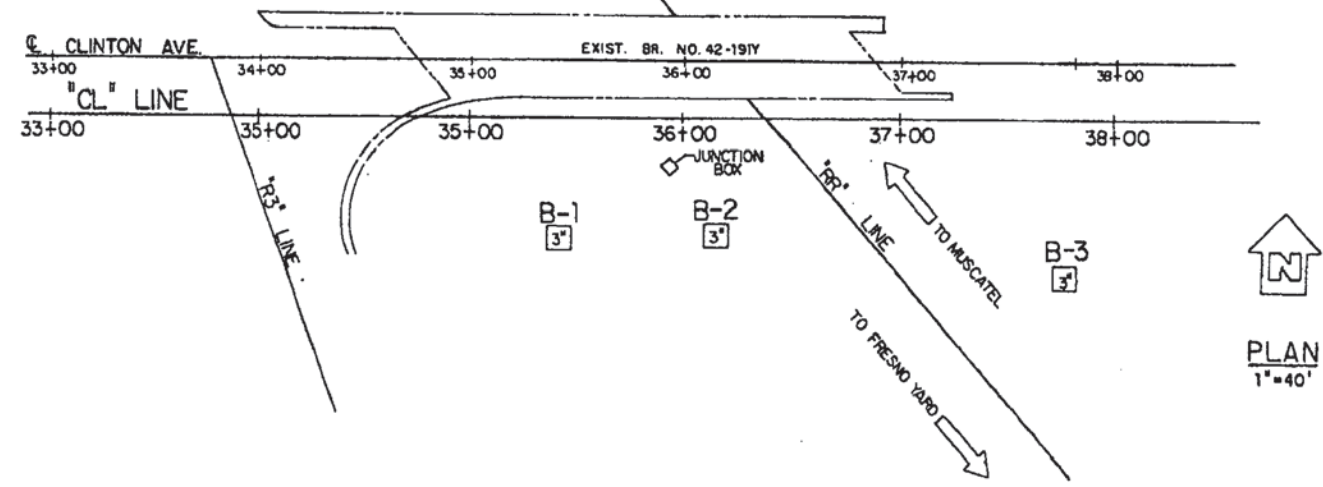 ℄ CLINTON AVE.
EXIST. BR. NO. 42-191Y
33+00 34+00 35+00 36+00 37+00 38+00
"CL" LINE
33+00 35+00 35+00 36+00 37+00 38+00
JUNCTION
BOX
"R3" LINE
B-1
3"
B-2
3"
"RR" LINE
TO MUSCATEL
B-3
3"
N
TO FRESNO YARD
PLAN
1"=40'